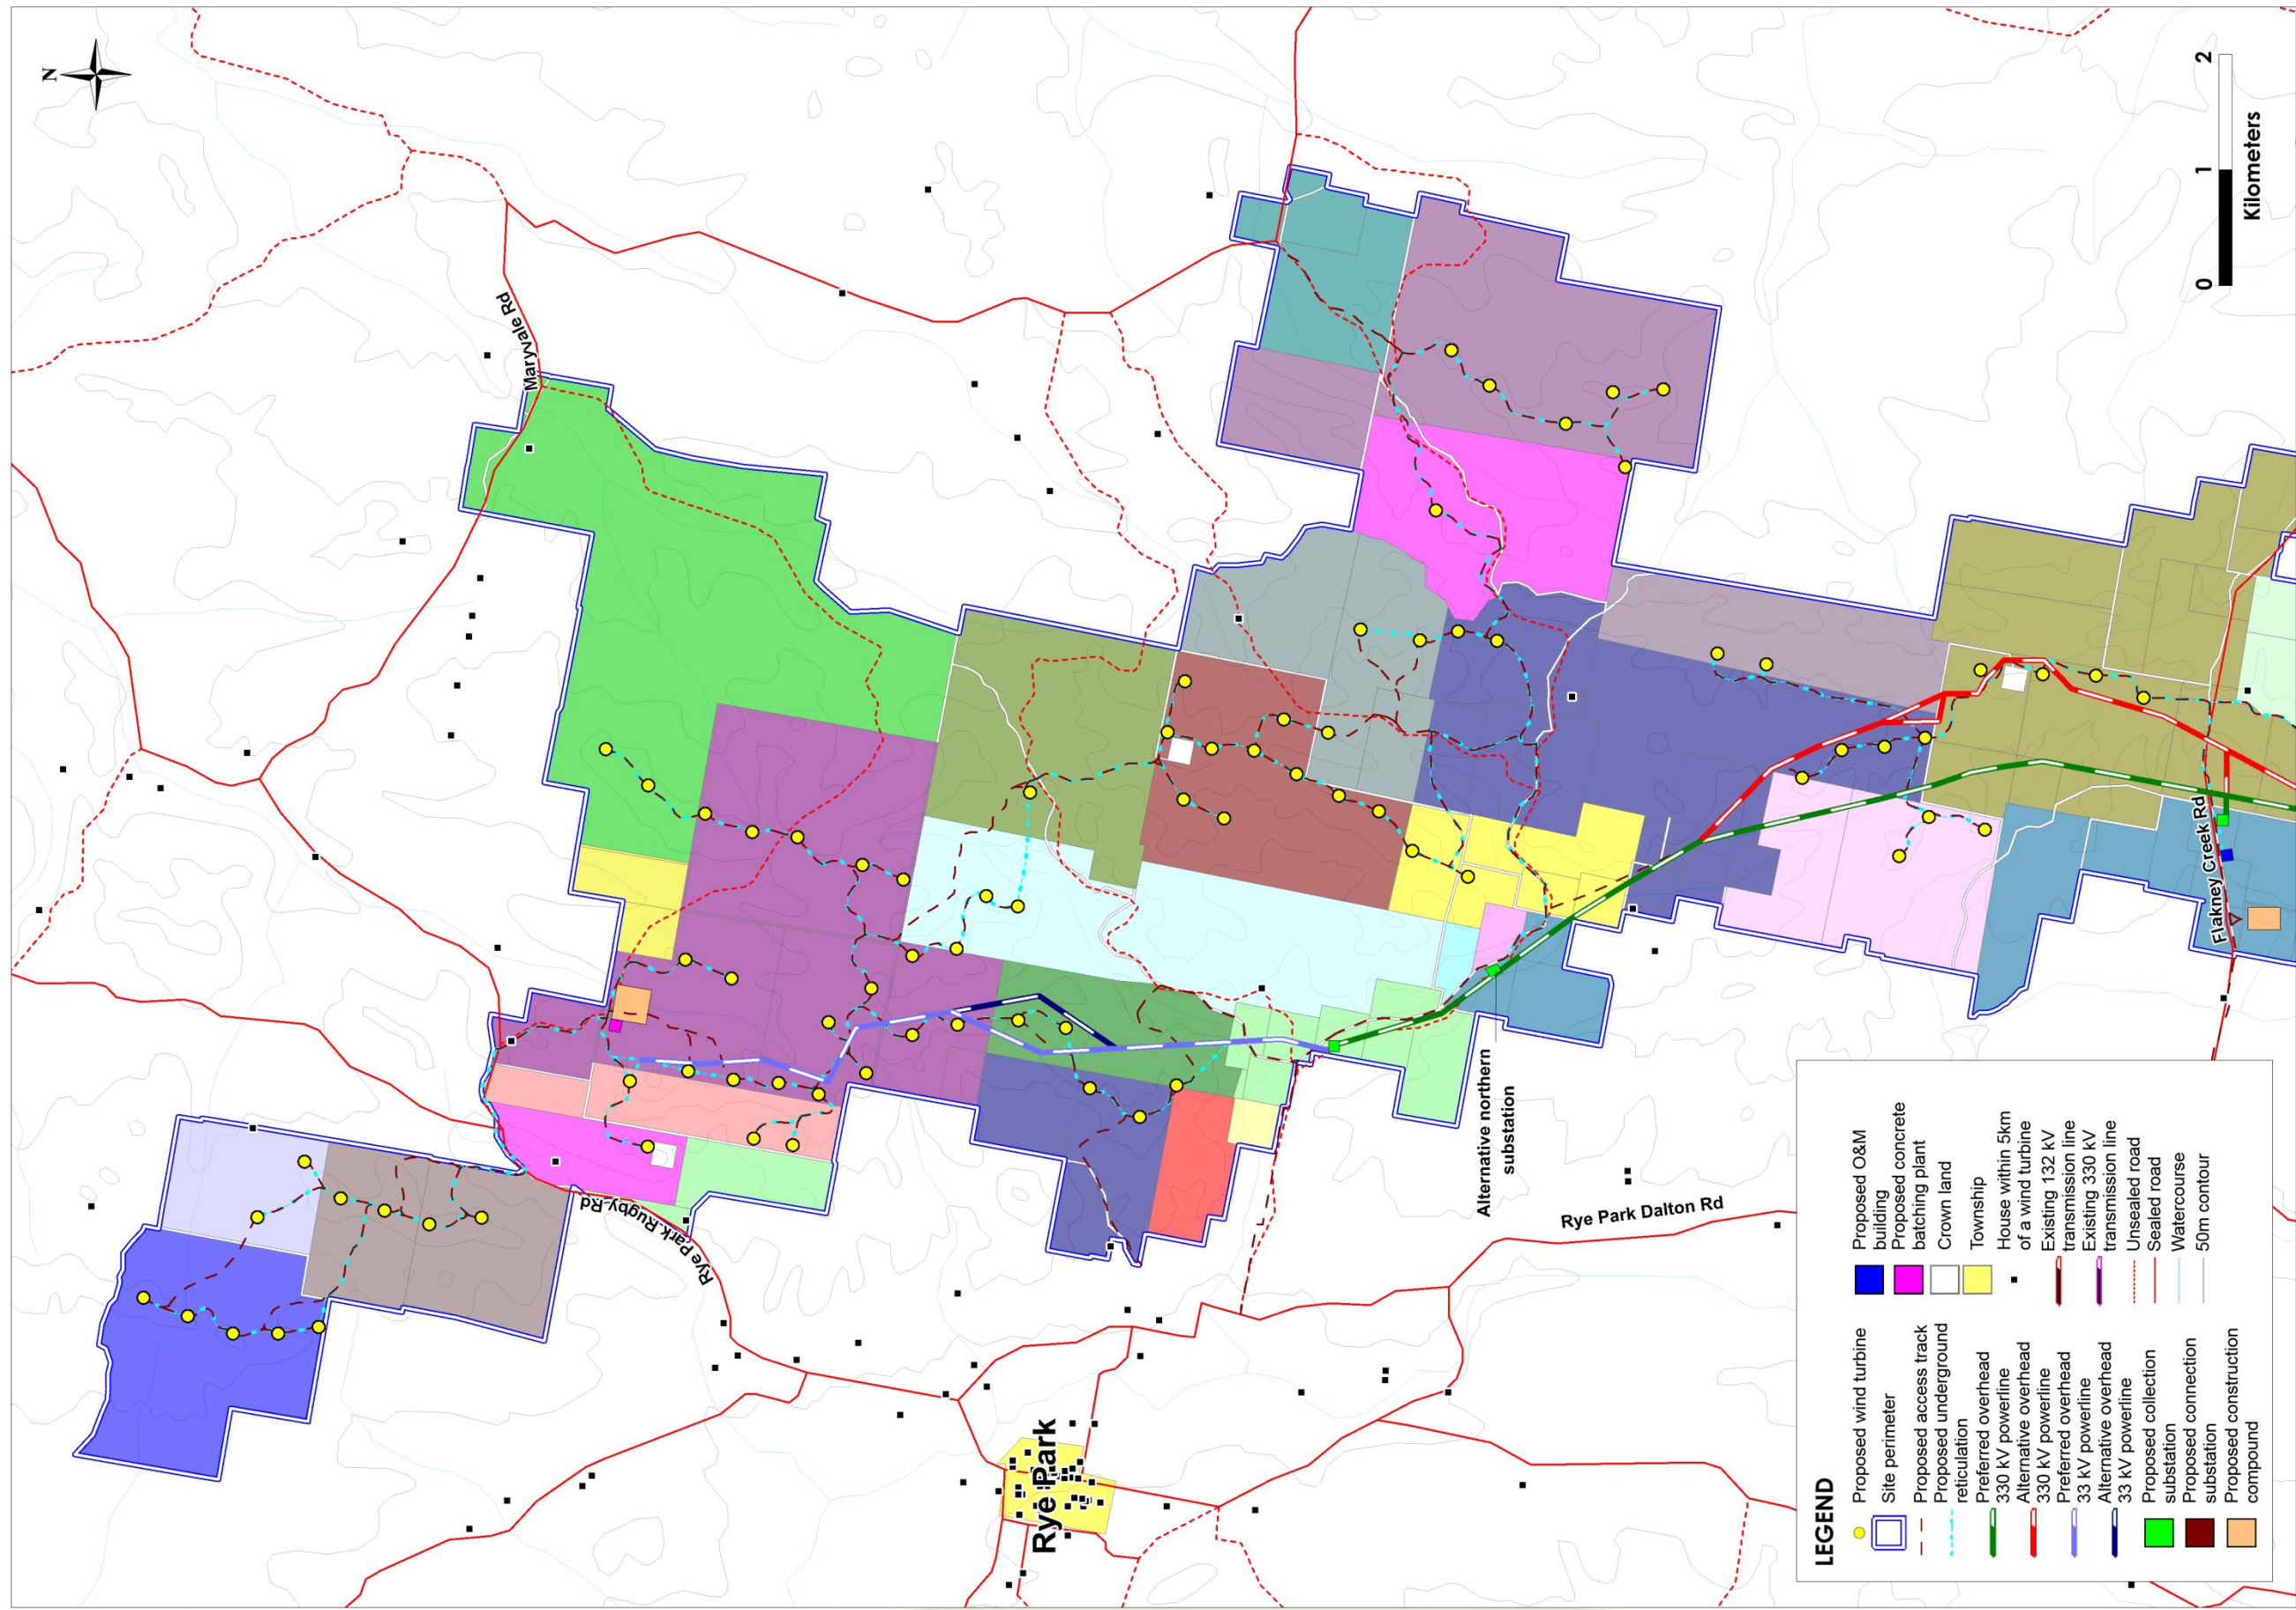 N
Maryvale Rd
Rye Park Rugby Rd
Rye Park
Alternative northern
substation
Rye Park Dalton Rd
Flakney Creek Rd
0 1 2
Kilometers
LEGEND
Proposed wind turbine
Site perimeter
Proposed access track
Proposed underground
reticulation
Preferred overhead
330 kV powerline
Alternative overhead
330 kV powerline
Preferred overhead
33 kV powerline
Alternative overhead
33 kV powerline
Proposed collection
substation
Proposed connection
substation
Proposed construction
compound
Proposed O&M
building
Proposed concrete
batching plant
Crown land
Township
House within 5km
of a wind turbine
Existing 132 kV
transmission line
Existing 330 kV
transmission line
Unsealed road
Sealed road
Watercourse
50m contour